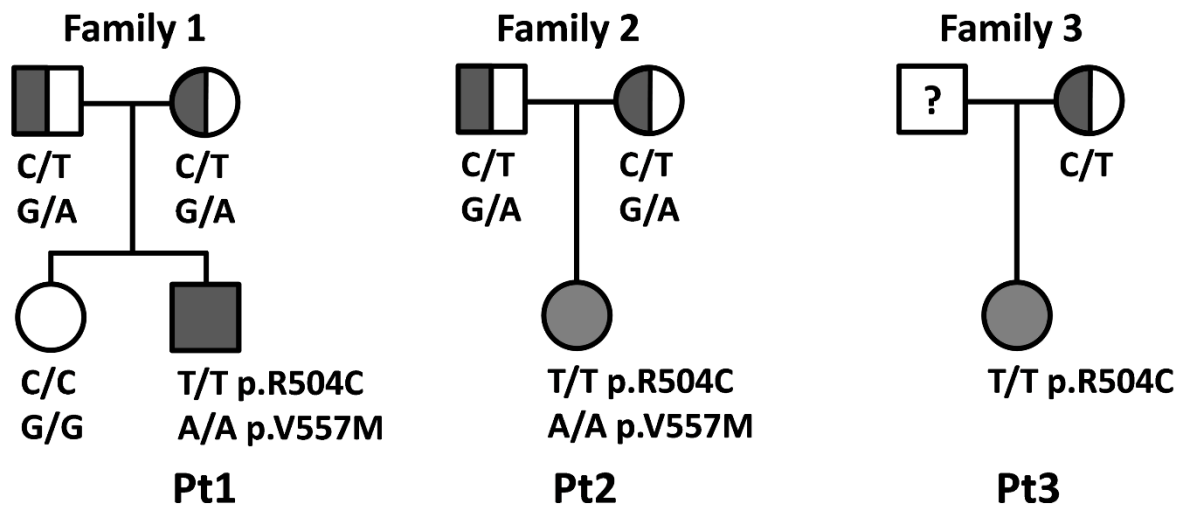 Family 1
Family 2
Family 3
?
C/T
G/A
C/T
G/A
C/T
G/A
C/T
G/A
C/T
C/C
G/G
T/T p.R504C
A/A p.V557M
T/T p.R504C
A/A p.V557M
T/T p.R504C
Pt1
Pt2
Pt3